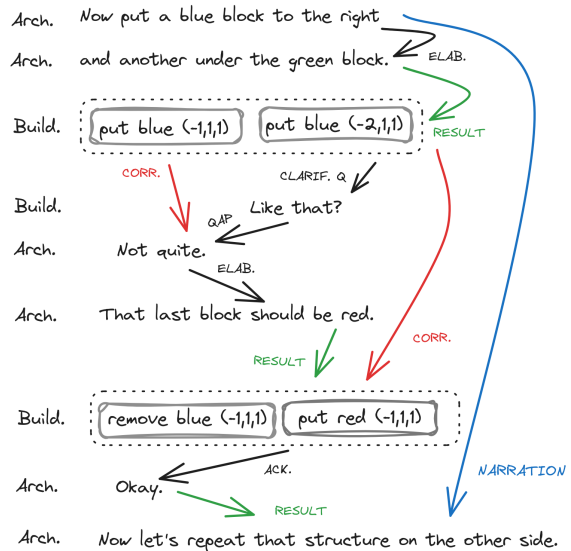 Arch. Now put a blue block to the right
Arch. and another under the green block.
ELAB.
Build. put blue (-1,1,1) put blue (-2,1,1)
RESULT
CORR. CLARIF. Q
Build. Like that?
QAP
Arch. Not quite.
ELAB.
Arch. That last block should be red.
CORR.
RESULT
Build. remove blue (-1,1,1) put red (-1,1,1)
ACK. NARRATION
Arch. Okay.
RESULT
Arch. Now let's repeat that structure on the other side.